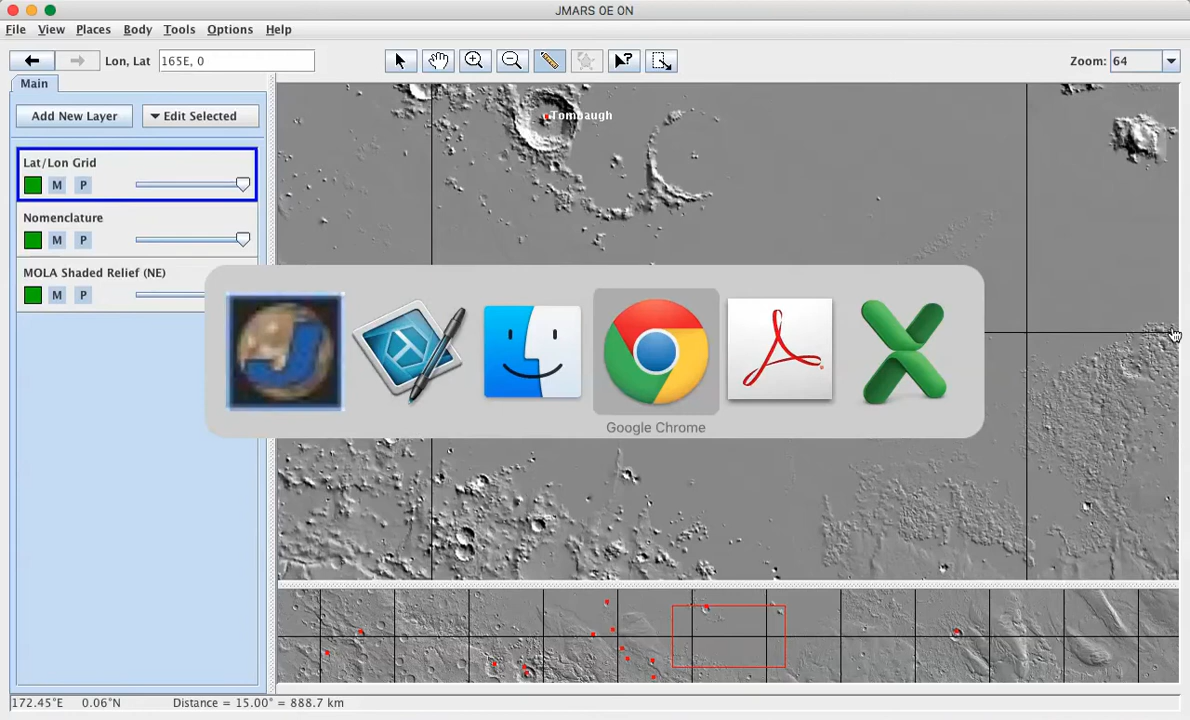 JMARS 0E 0N
File View Places Body Tools Options Help
Lon, Lat 165E, 0 Zoom: 64
Main
Add New Layer Edit Selected
Lat/Lon Grid
M P
Nomenclature
M P
MOLA Shaded Relief (NE)
M P
Tombaugh
Google Chrome
172.45°E 0.06°N Distance = 15.00° = 888.7 km